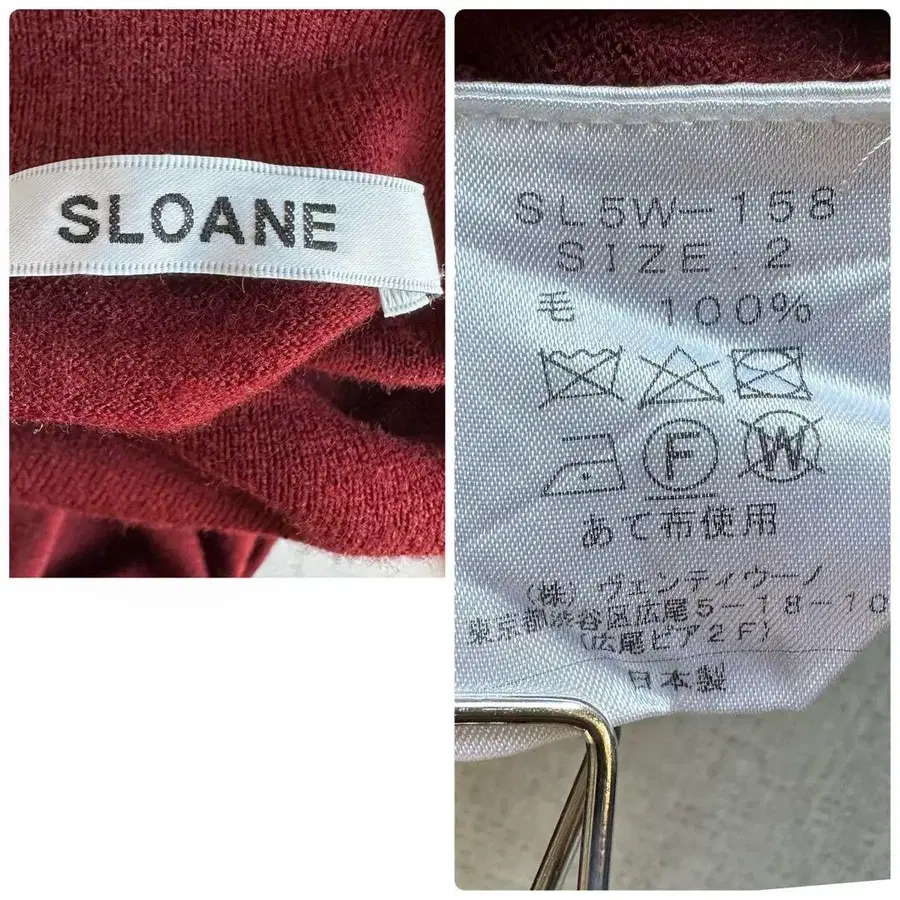 SLOANE
SL5W-158
SIZE 2
毛 100%
F W
あて布使用
(株) ヴェンティウーノ
東京都渋谷区広尾5-18-10
(広尾ピア2F)
日本製